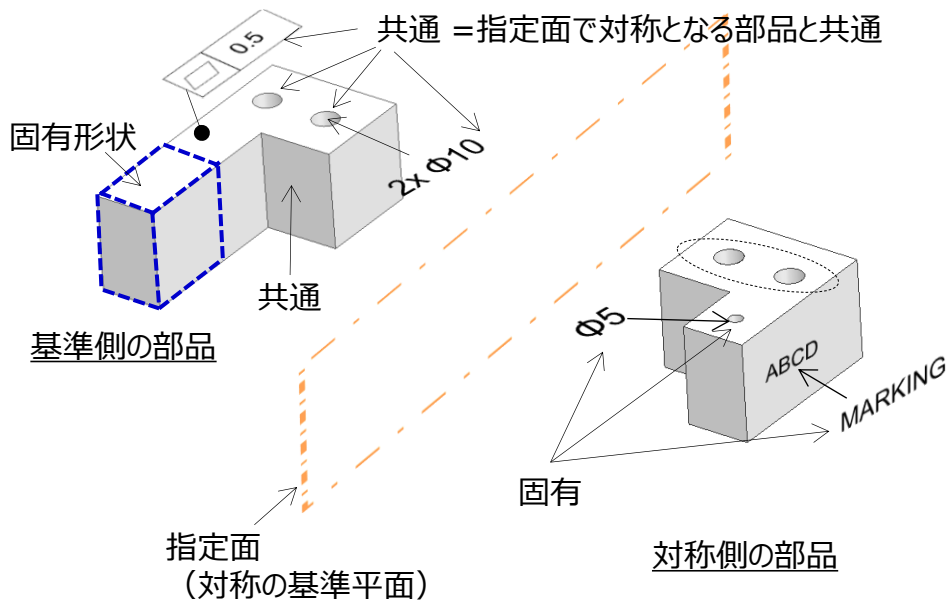 共通 =指定面で対称となる部品と共通
0.5
固有形状
2x Φ10
共通
基準側の部品
Φ5
ABCD
MARKING
固有
指定面
（対称の基準平面）
対称側の部品